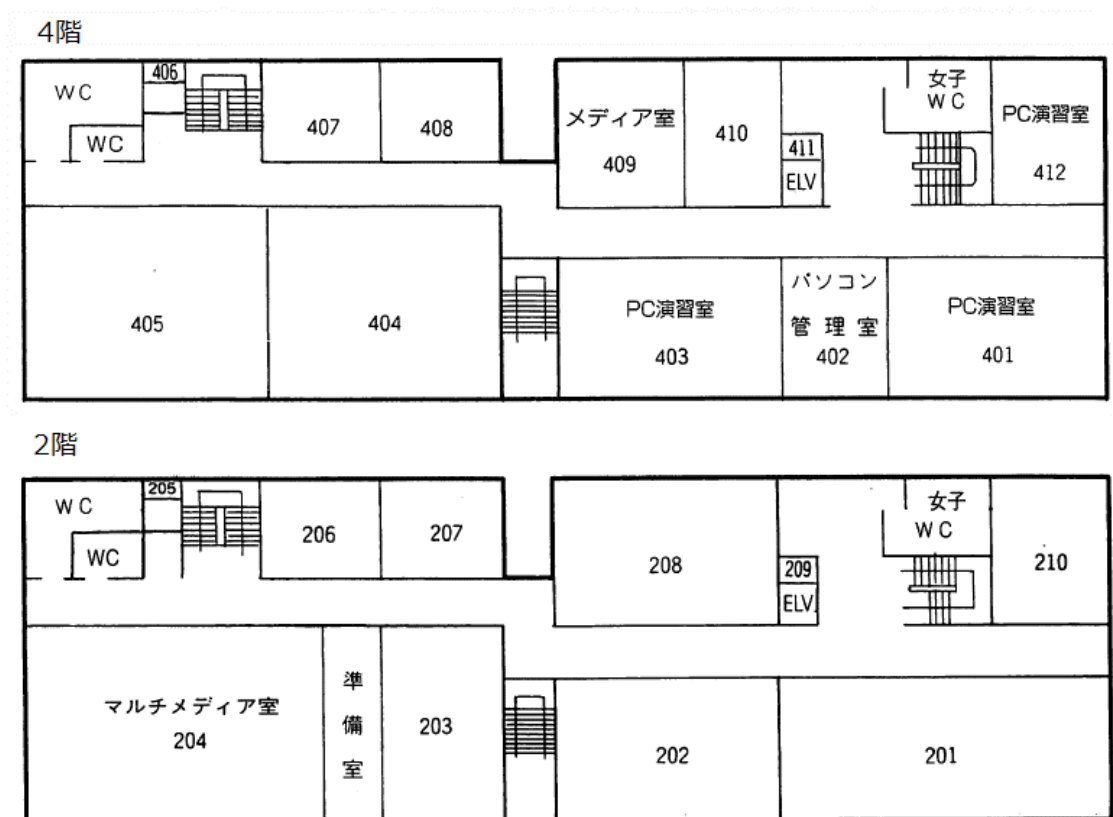 4階
WC
WC
406
407
408
メディア室
409
410
411
ELV
女子
WC
PC演習室
412
405
404
PC演習室
403
パソコン
管理室
402
PC演習室
401
2階
WC
WC
205
206
207
208
209
ELV
女子
WC
210
マルチメディア室
204
準
備
室
203
202
201